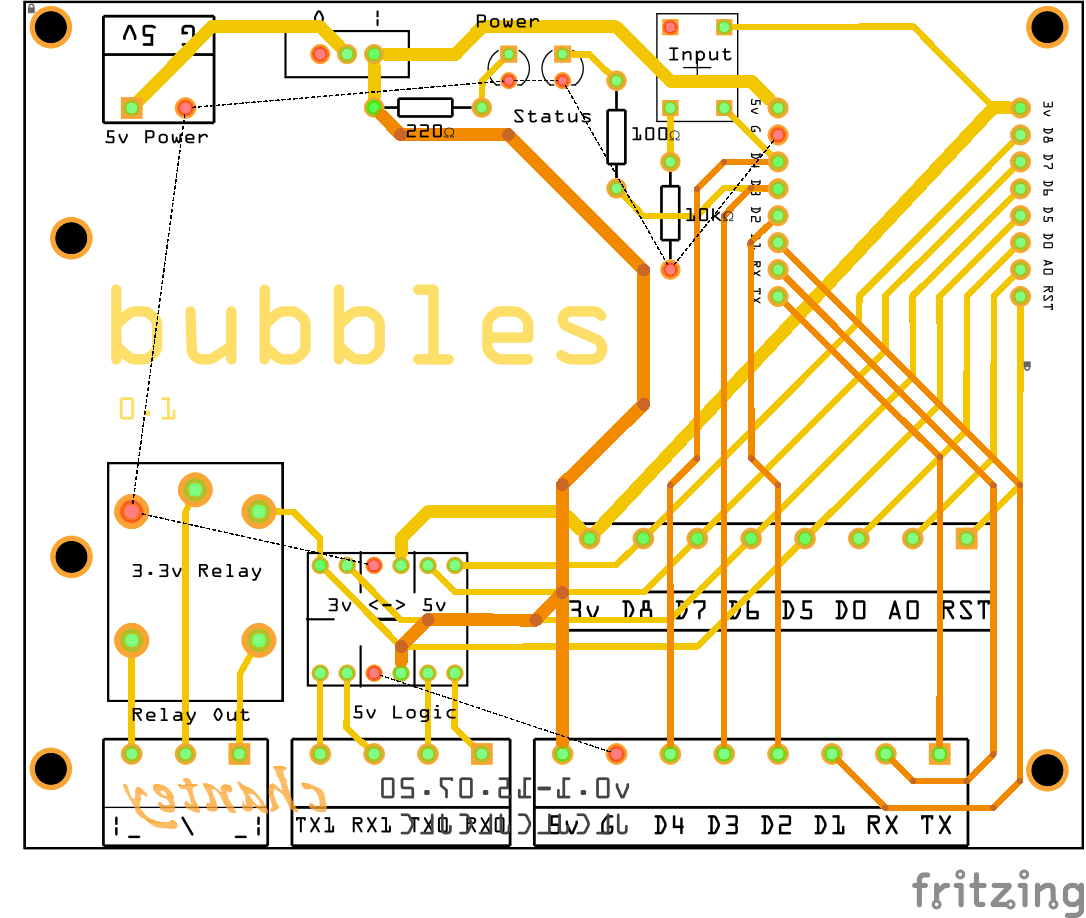 Power
G 5V
Input
0 |
5v Power
Status
220Ω
100Ω
10kΩ
5v
G
D4
D3
D2
RX
TX
3v
D8
D7
D6
D5
D0
A0
RST
bubbles
0.1
3.3v Relay
3v <-> 5v
3v D8 D7 D6 D5 D0 A0 RST
Relay Out
5v Logic
chantey
v0.1-15.07.20
|_ \ _|
TX1 RX1 TX0 RX0
5v G D4 D3 D2 D1 RX TX
fritzing